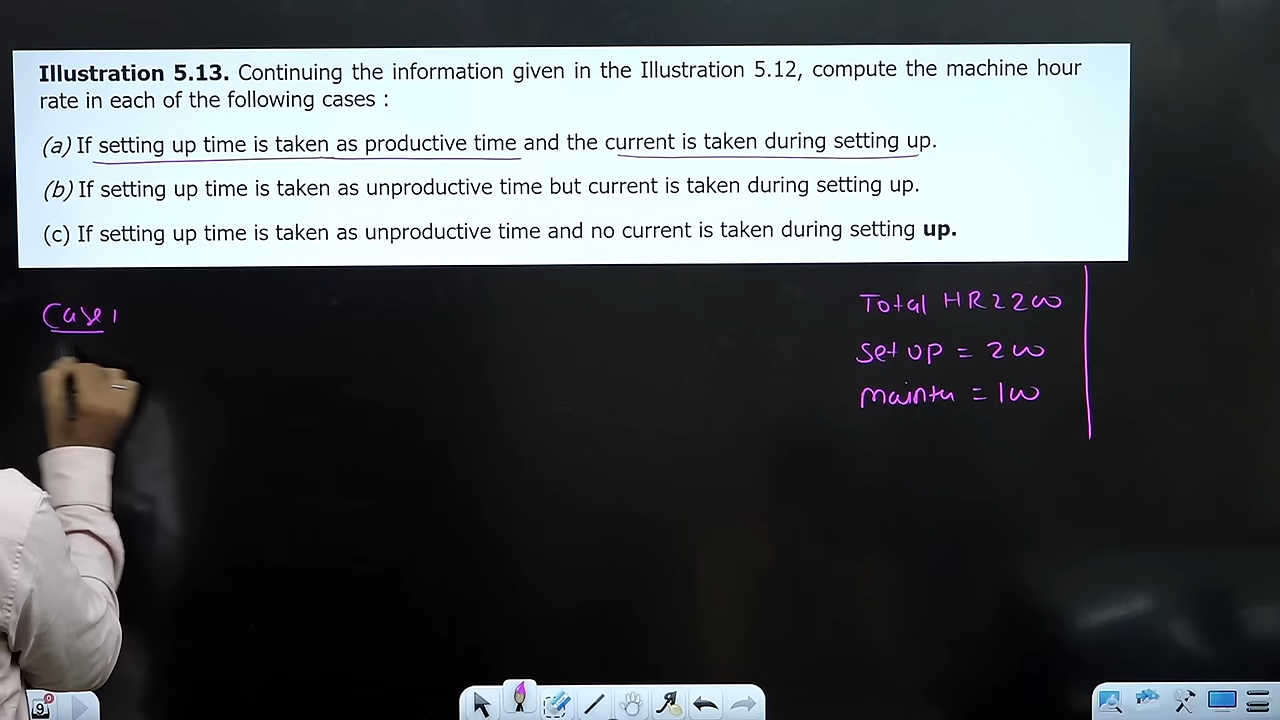 Illustration 5.13. Continuing the information given in the Illustration 5.12, compute the machine hour
rate in each of the following cases :
(a) If setting up time is taken as productive time and the current is taken during setting up.
(b) If setting up time is taken as unproductive time but current is taken during setting up.
(c) If setting up time is taken as unproductive time and no current is taken during setting up.
Case 1
Total HR 2200
Set up = 200
mainte = 100
9